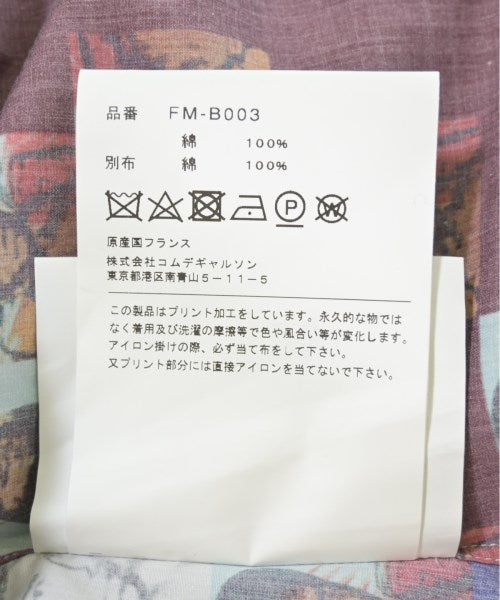 品番 FM-B003
綿 100%
別布 綿 100%
P W
原産国フランス
株式会社コムデギャルソン
東京都港区南青山5-11-5
この製品はプリント加工をしています。永久的な物では
なく着用及び洗濯の摩擦等で色や風合い等が変化します。
アイロン掛けの際、必ず当て布をして下さい。
又プリント部分には直接アイロンを当てないで下さい。